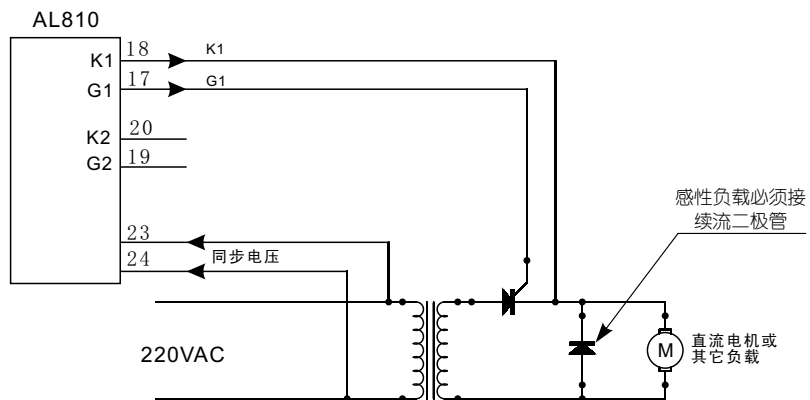 AL810
K1 18 K1
G1 17 G1
K2 20
G2 19
感性负载必须接
续流二极管
23
24 同步电压
220VAC
M
直流电机或
其它负载